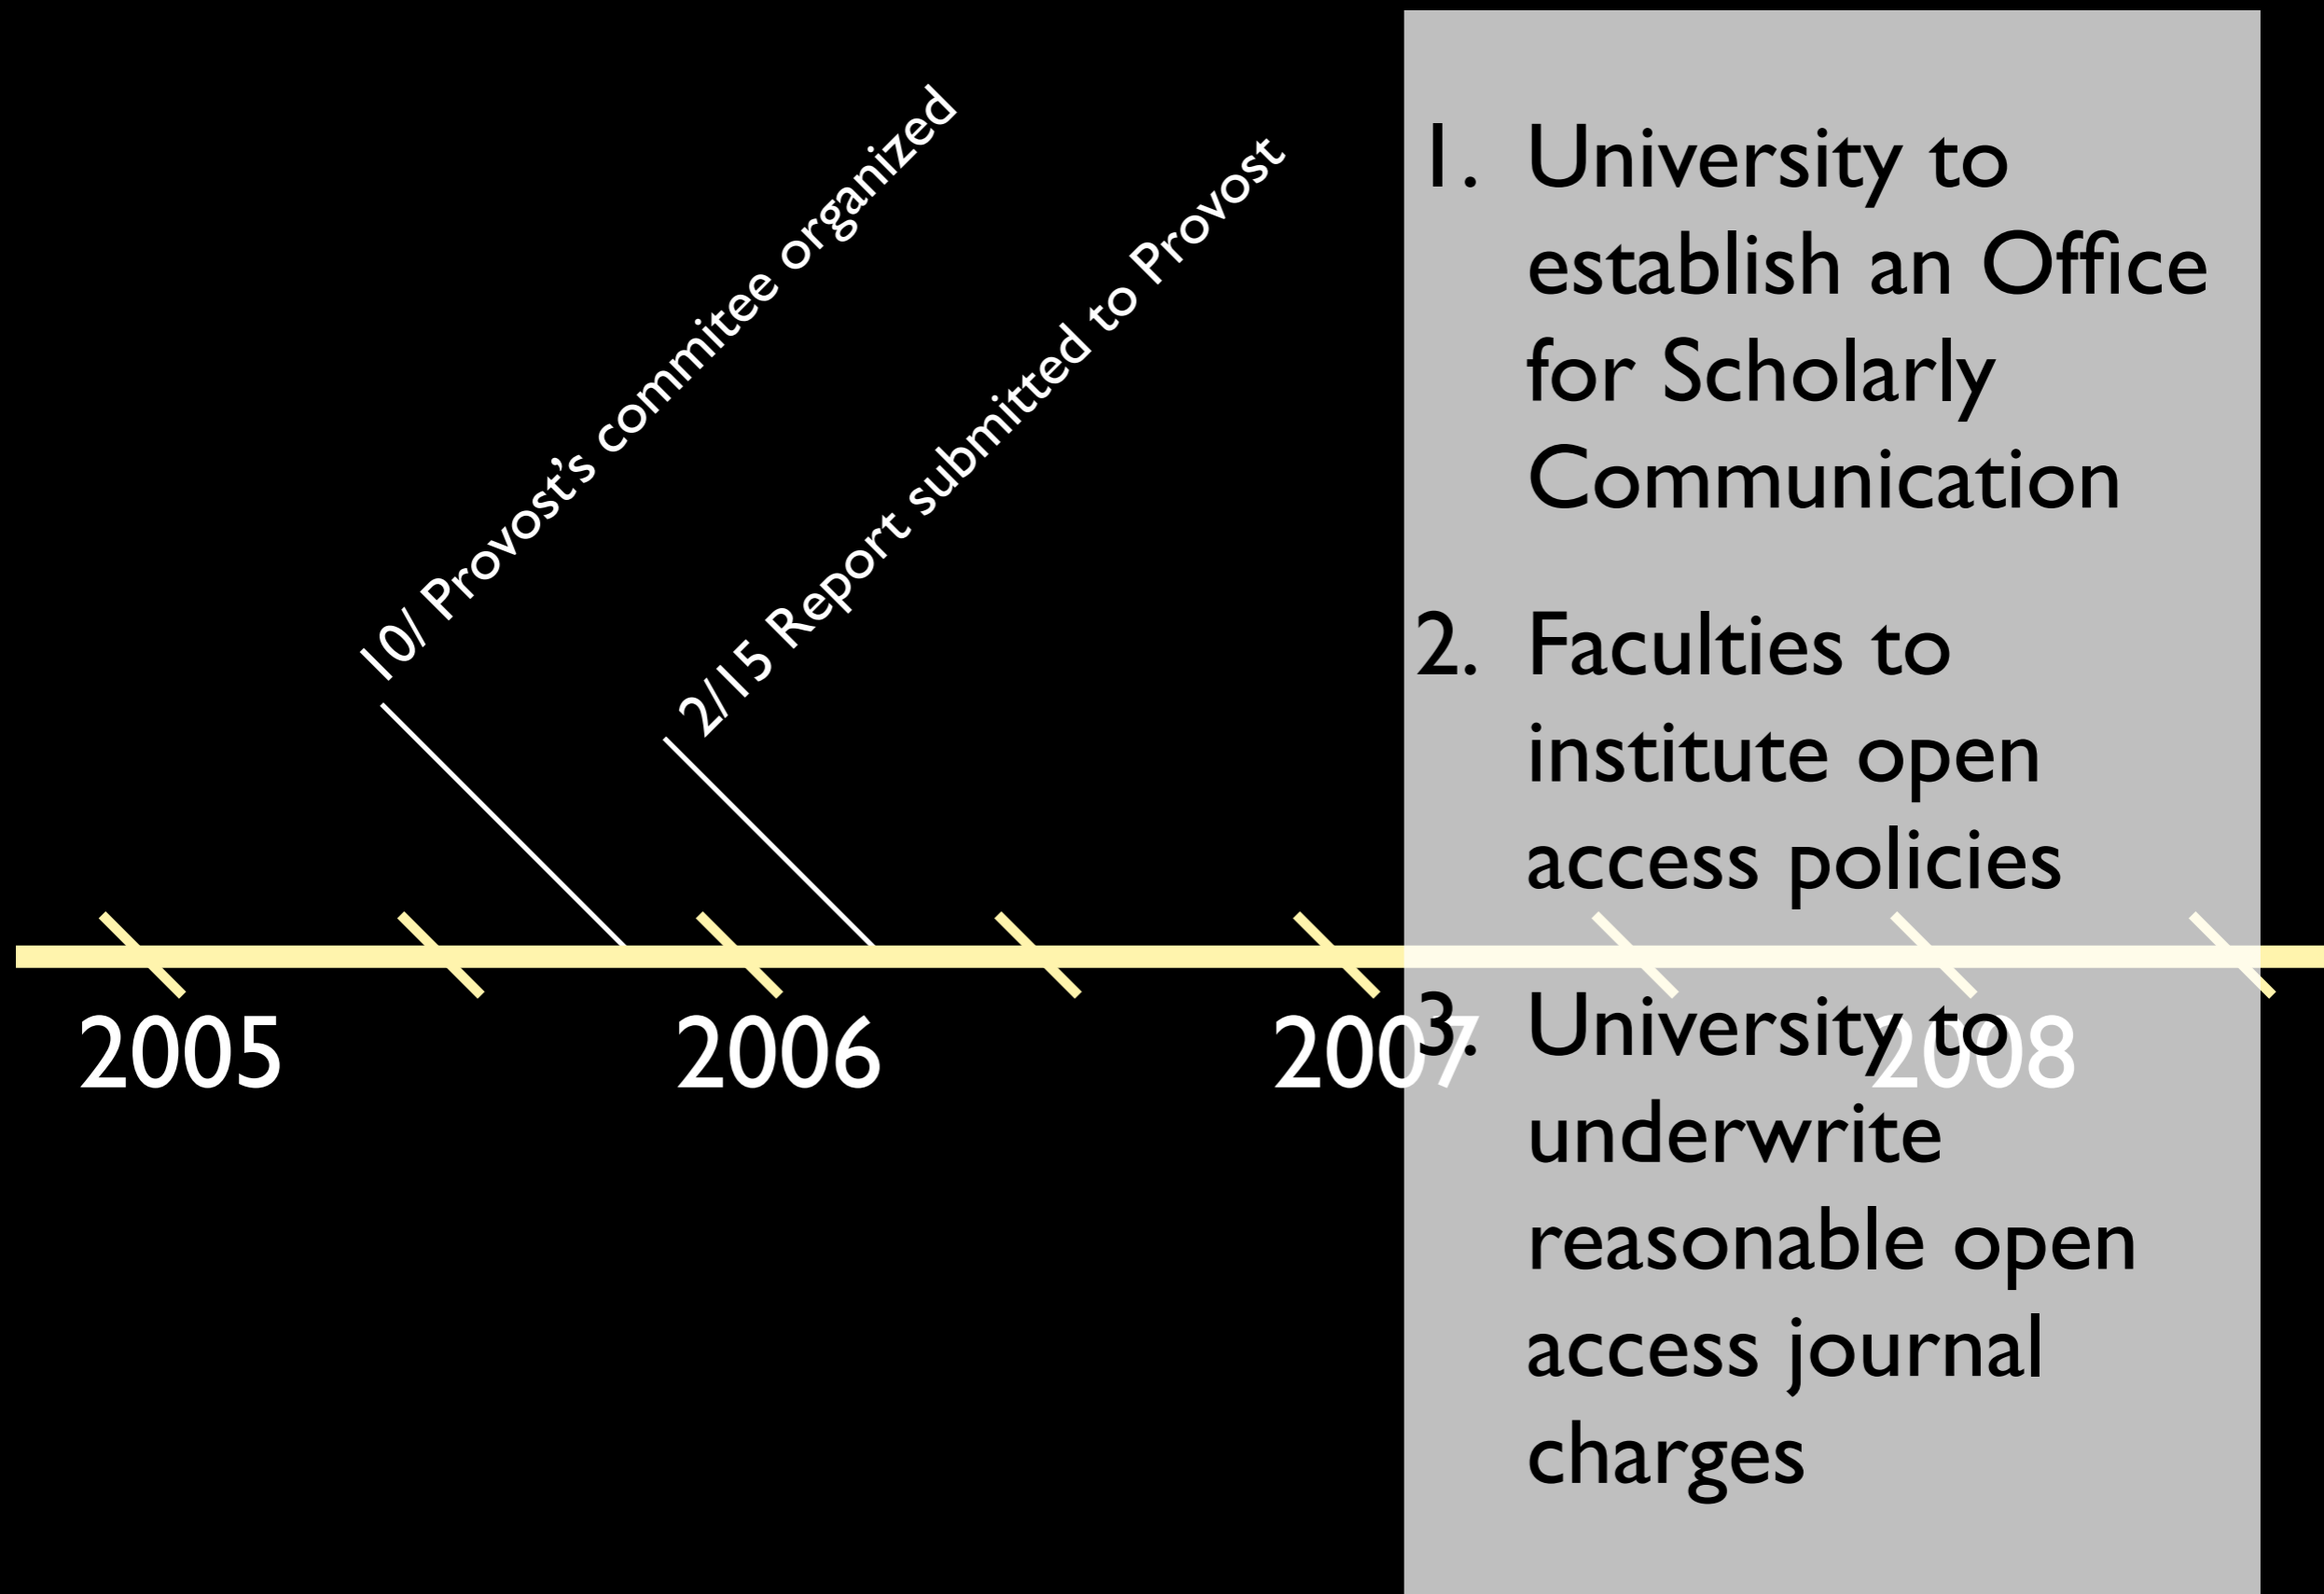 10/ Provost’s commitee organized
2/15 Report submitted to Provost
2005
2006
2007
2008
1. University to
establish an Office
for Scholarly
Communication
2. Faculties to
institute open
access policies
3. University to
underwrite
reasonable open
access journal
charges